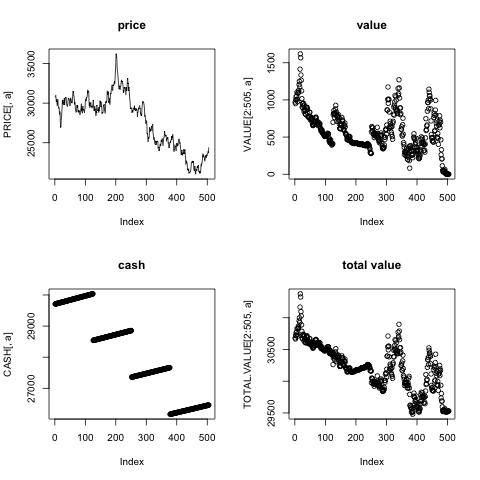 price
value
PRICE[, a]
25000
30000
35000
0
100
200
300
400
500
Index
VALUE[2:505, a]
0
500
1000
1500
0
100
200
300
400
500
Index
cash
total value
CASH[, a]
27000
29000
0
100
200
300
400
500
Index
TOTAL.VALUE[2:505, a]
29500
30500
0
100
200
300
400
500
Index